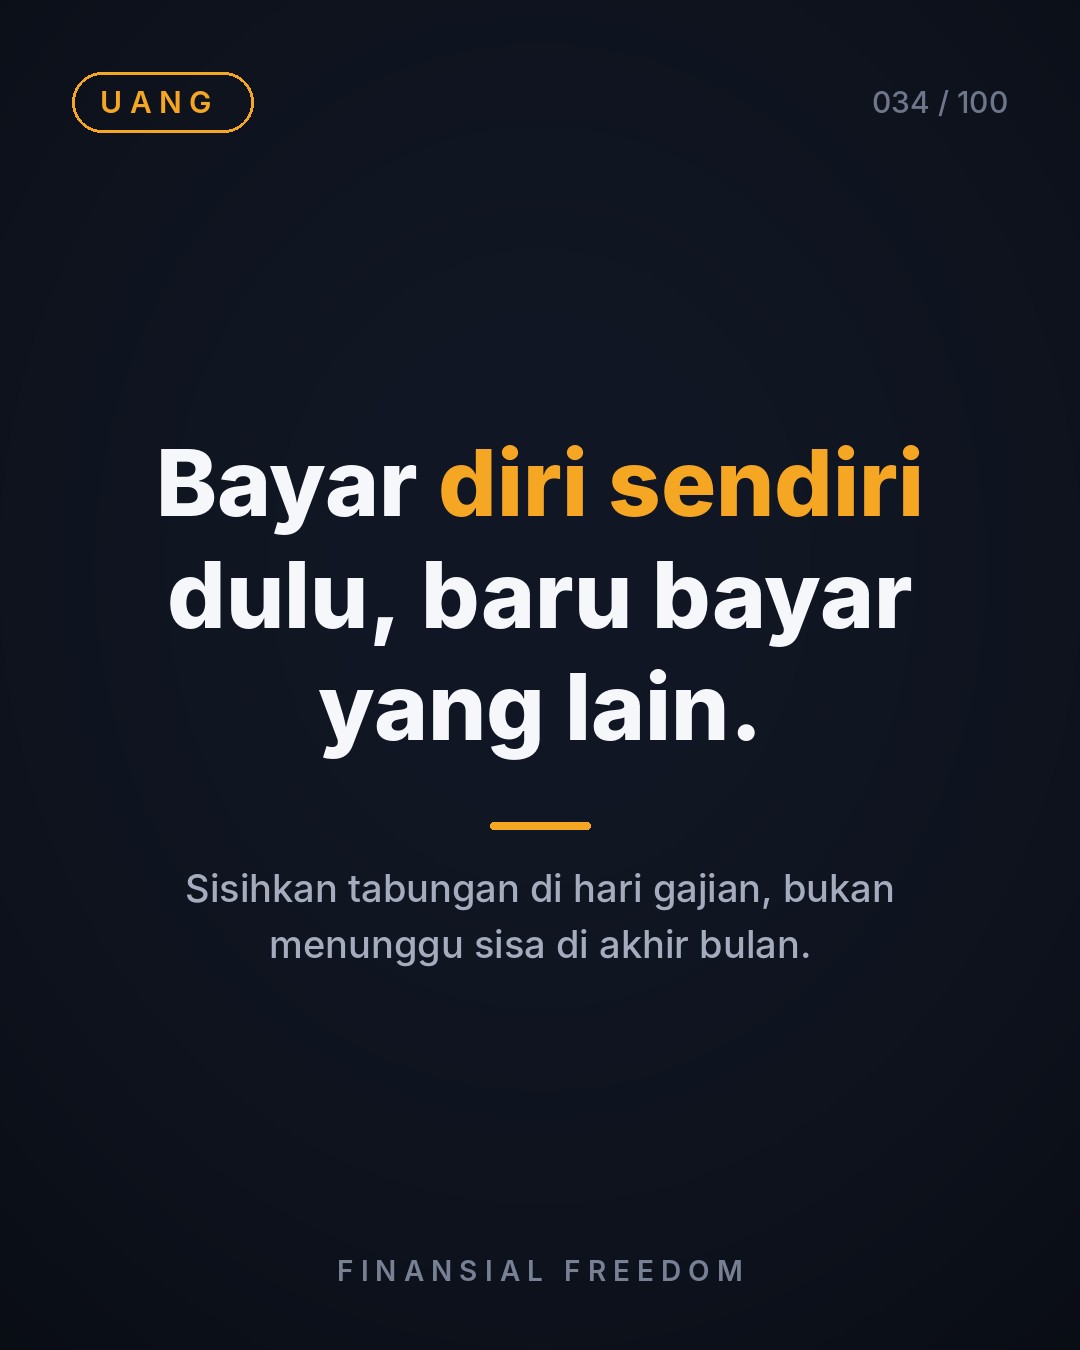 UANG
034 / 100
Bayar diri sendiri
dulu, baru bayar
yang lain.
Sisihkan tabungan di hari gajian, bukan
menunggu sisa di akhir bulan.
FINANSIAL FREEDOM